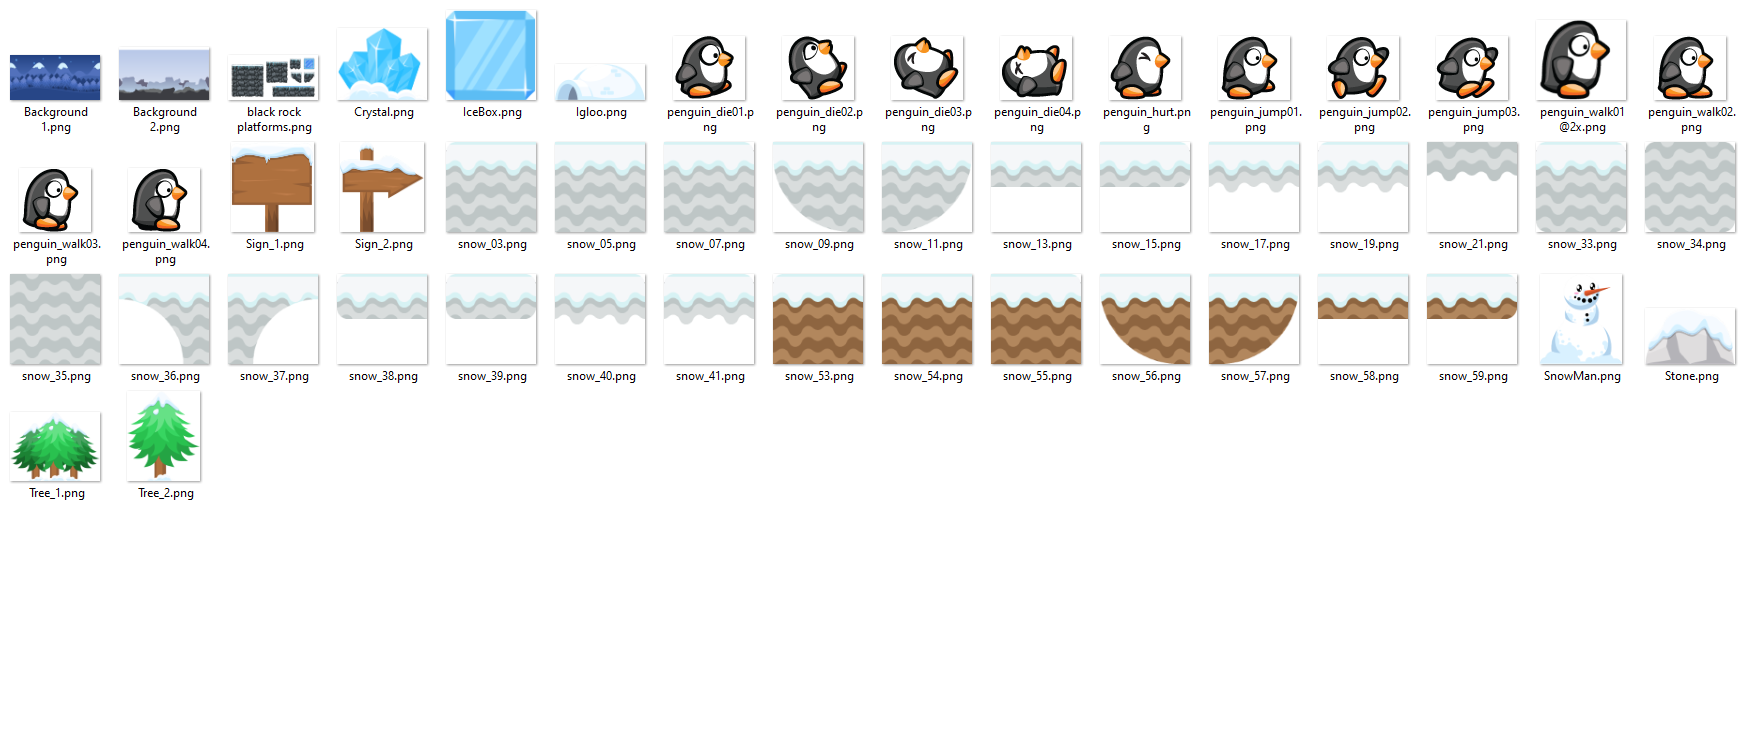 Background
1.png
Background
2.png
black rock
platforms.png
Crystal.png
IceBox.png
Igloo.png
penguin_die01.p
ng
penguin_die02.p
ng
penguin_die03.p
ng
penguin_die04.p
ng
penguin_hurt.pn
g
penguin_jump01.
png
penguin_jump02.
png
penguin_jump03.
png
penguin_walk01
@2x.png
penguin_walk02.
png
penguin_walk03.
png
penguin_walk04.
png
Sign_1.png
Sign_2.png
snow_03.png
snow_05.png
snow_07.png
snow_09.png
snow_11.png
snow_13.png
snow_15.png
snow_17.png
snow_19.png
snow_21.png
snow_33.png
snow_34.png
snow_35.png
snow_36.png
snow_37.png
snow_38.png
snow_39.png
snow_40.png
snow_41.png
snow_53.png
snow_54.png
snow_55.png
snow_56.png
snow_57.png
snow_58.png
snow_59.png
SnowMan.png
Stone.png
Tree_1.png
Tree_2.png